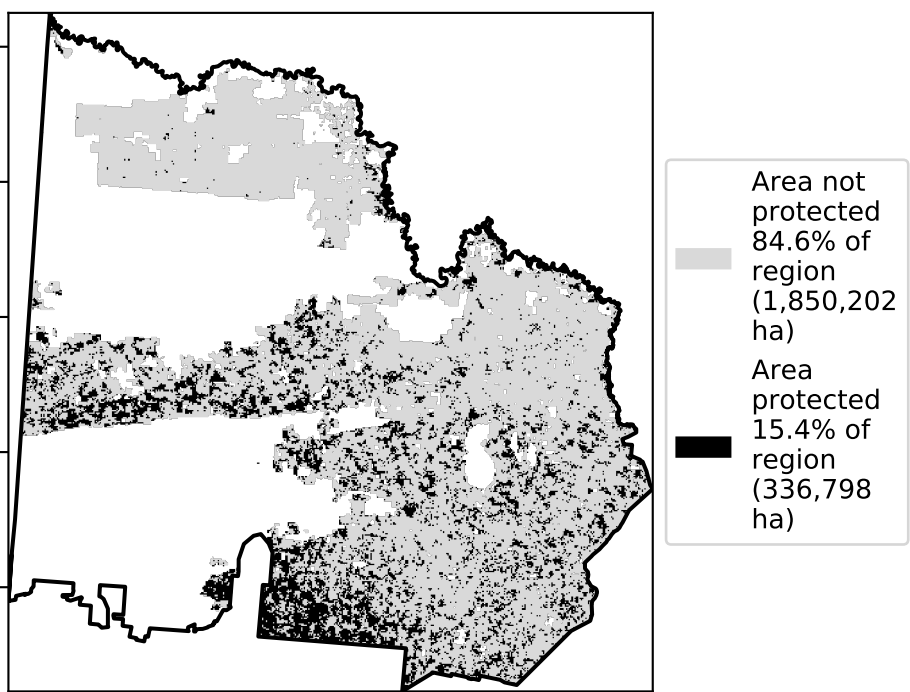 Area not
protected
84.6% of
region
(1,850,202
ha)
Area
protected
15.4% of
region
(336,798
ha)